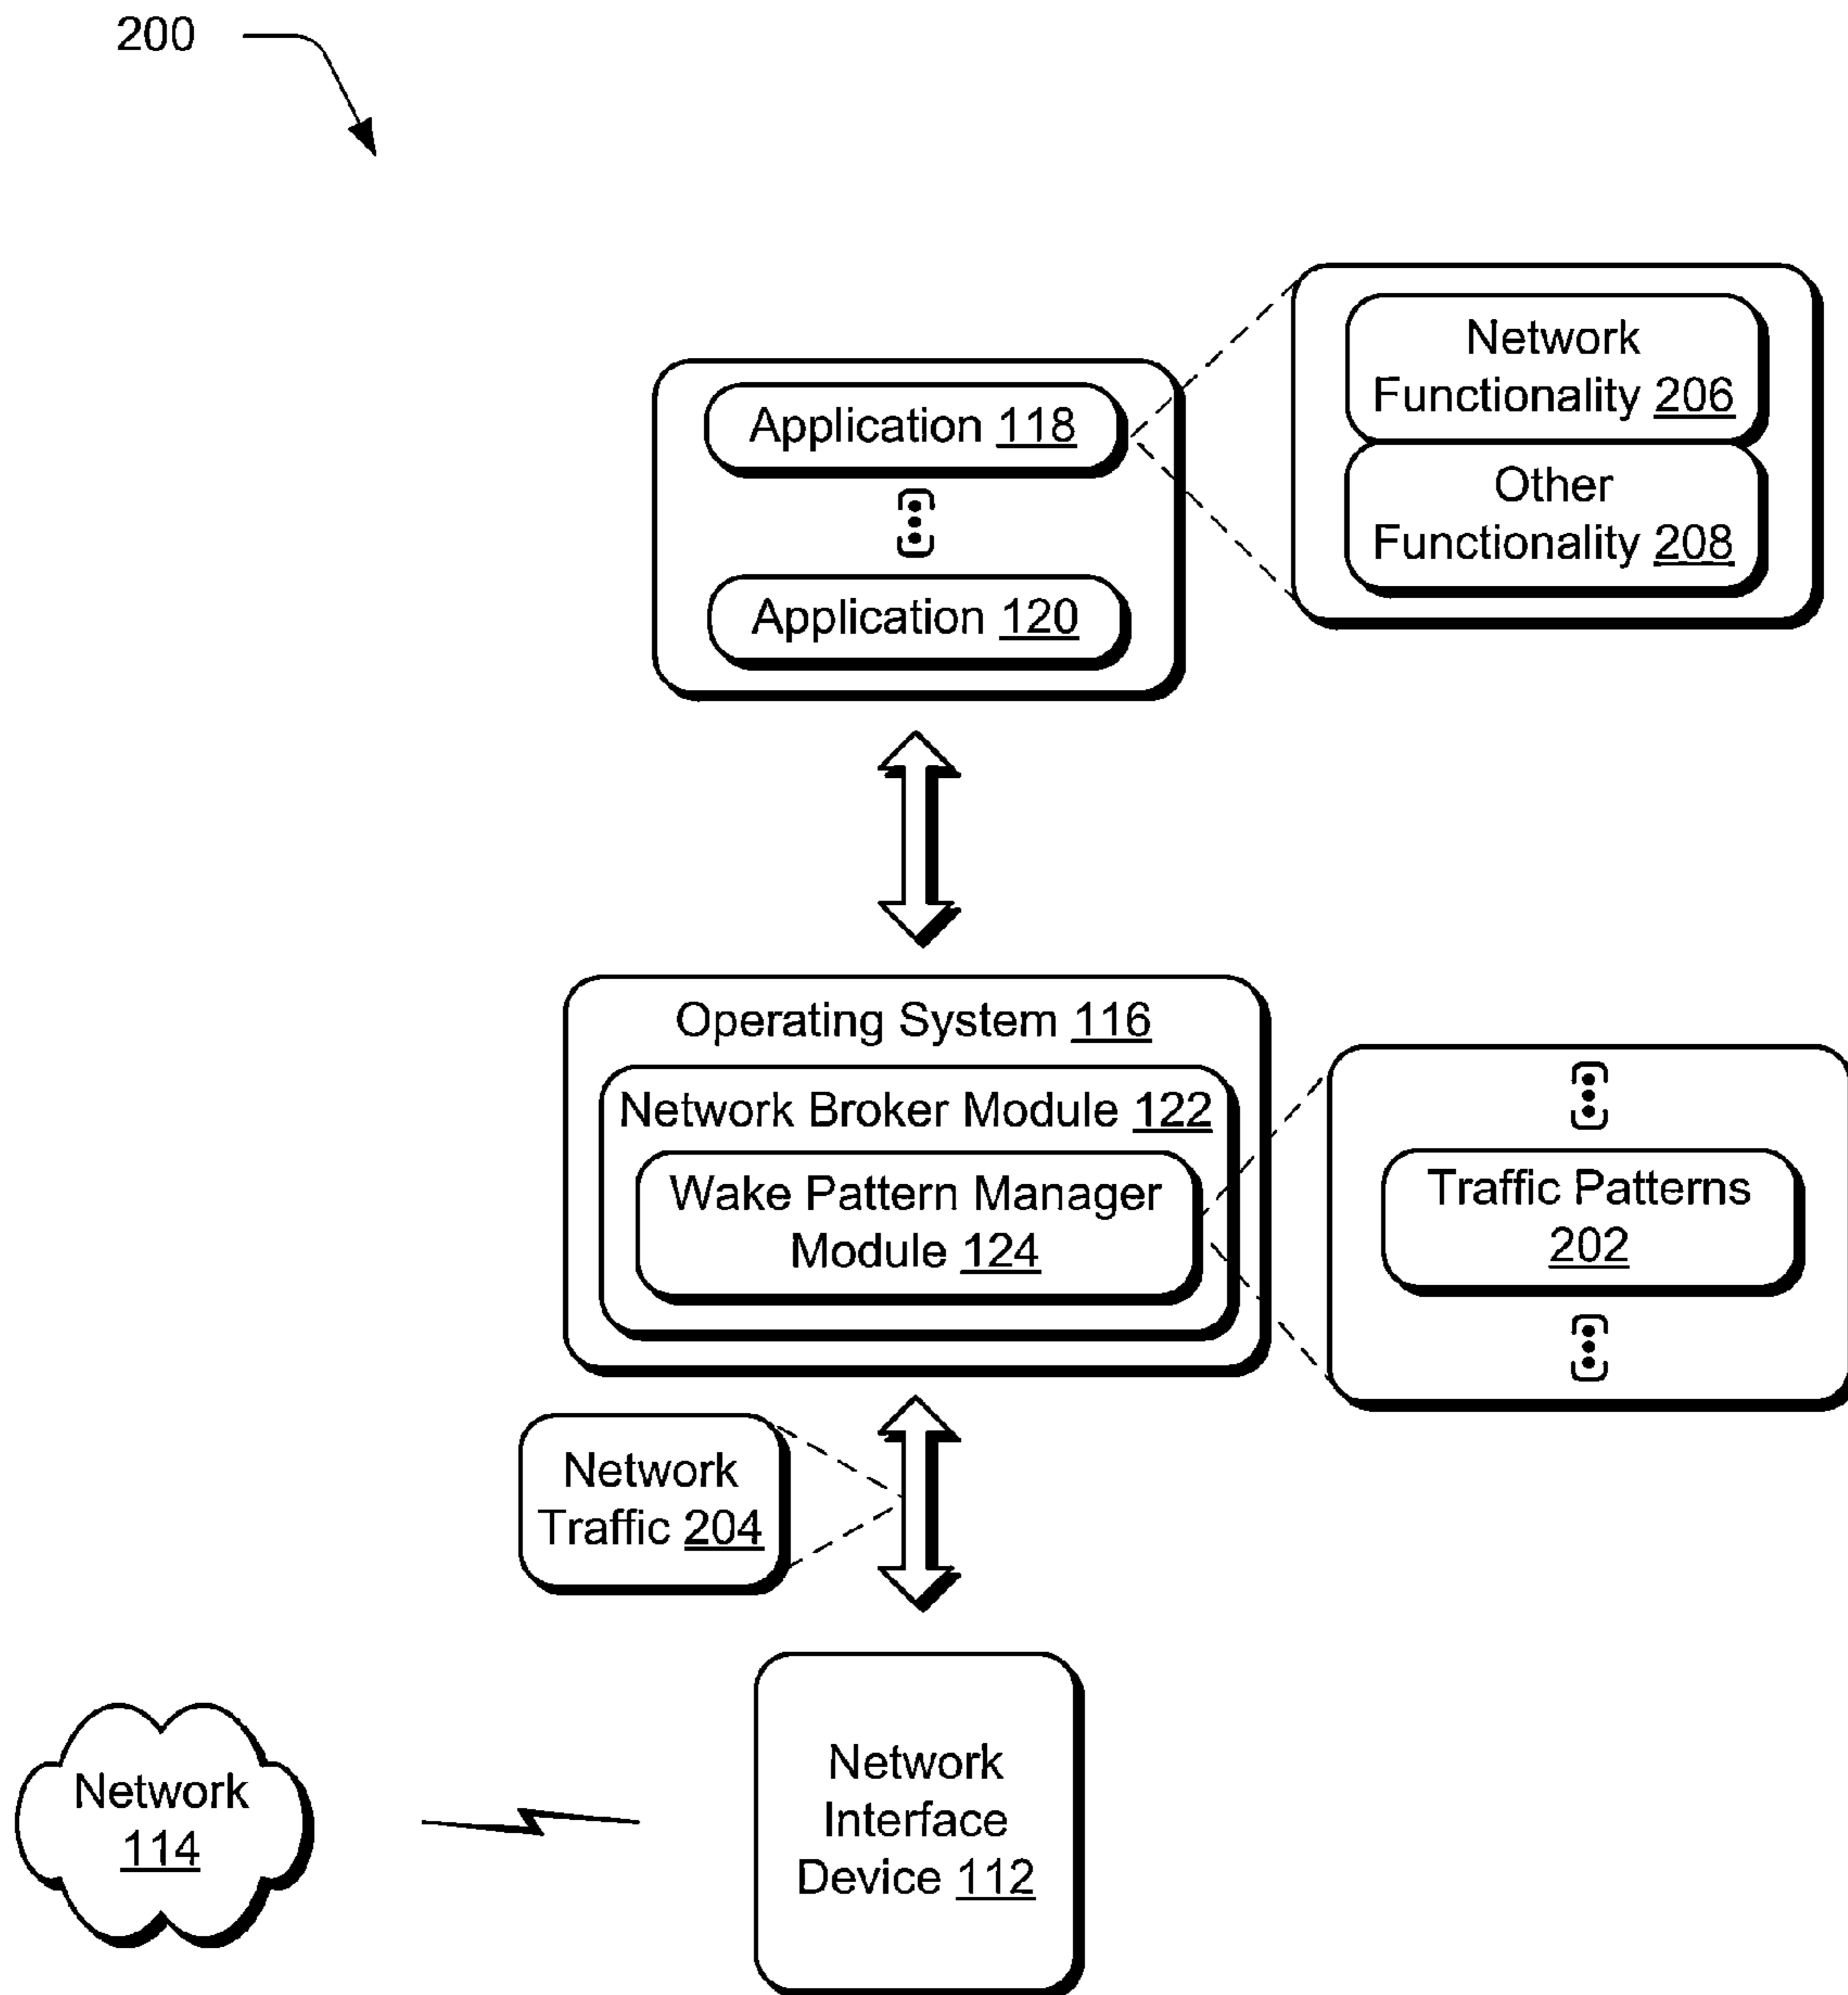 200
Network
Functionality 206
Other
Functionality 208
Application 118
Application 120
Operating System 116
Network Broker Module 122
Wake Pattern Manager
Module 124
Traffic Patterns
202
Network
Traffic 204
Network
114
Network
Interface
Device 112